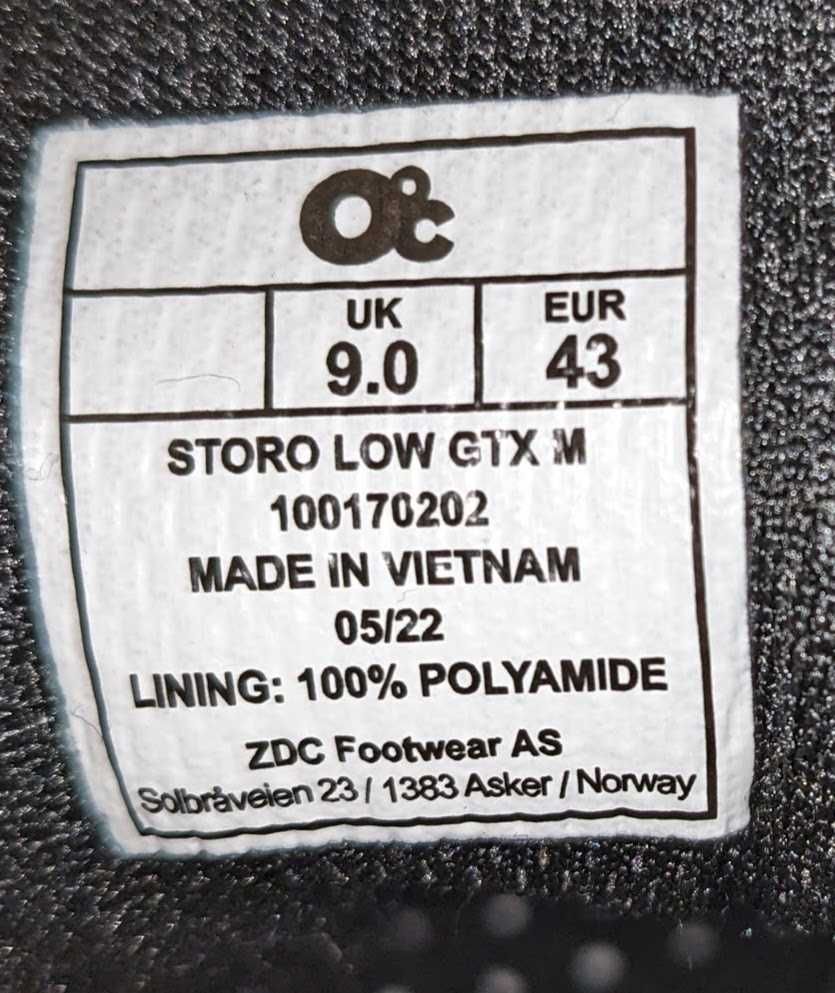 O°C
UK
9.0
EUR
43
STORO LOW GTX M
100170202
MADE IN VIETNAM
05/22
LINING: 100% POLYAMIDE
ZDC Footwear AS
Solbråveien 23 / 1383 Asker / Norway